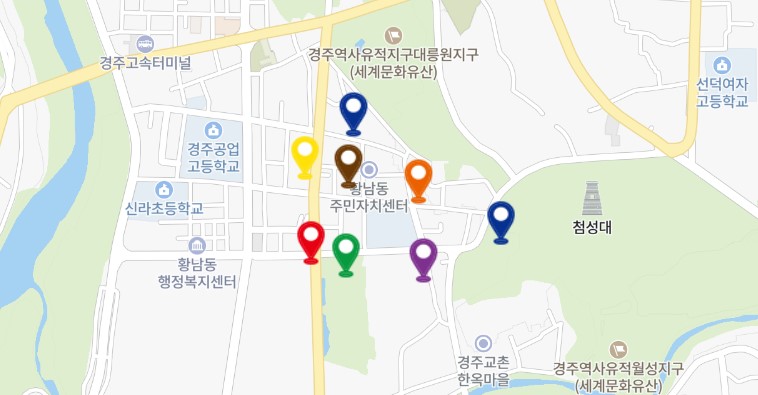 경주역사유적지구대릉원지구
(세계문화유산)
경주고속터미널
선덕여자
고등학교
경주공업
고등학교
황남동
주민자치센터
신라초등학교
첨성대
황남동
행정복지센터
경주교촌
한옥마을
경주역사유적월성지구
(세계문화유산)